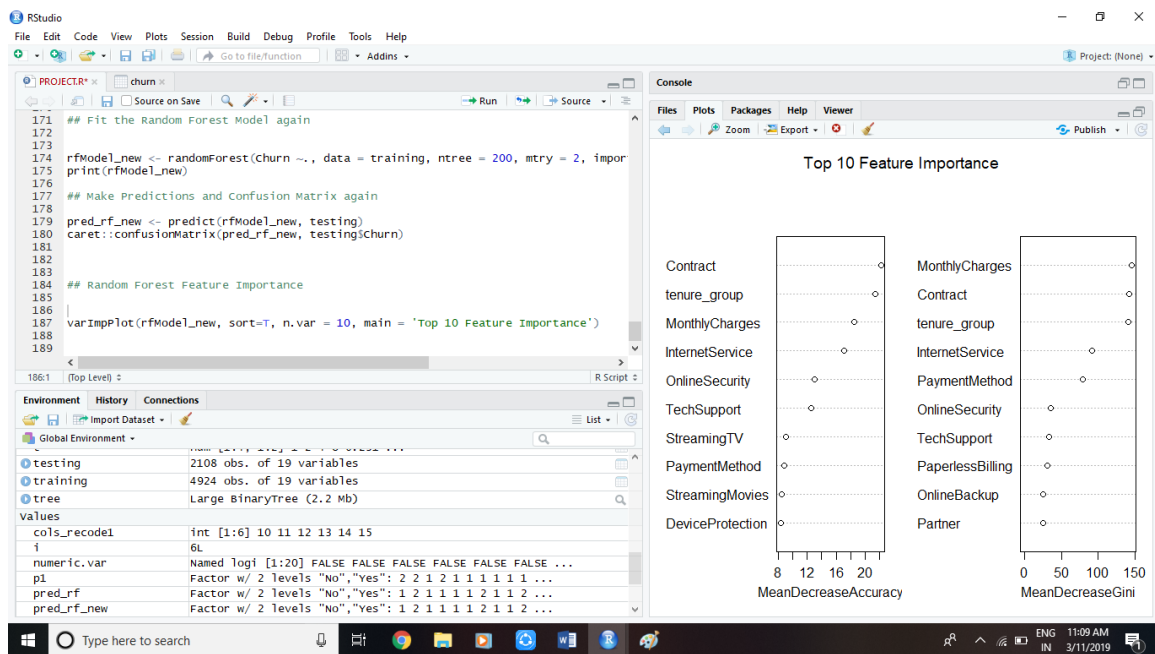 RStudio
File Edit Code View Plots Session Build Debug Profile Tools Help
Go to file/function
Addins
Project: (None)
PROJECT.R*
churn
Source on Save
Run
Source
171 ## Fit the Random Forest Model again
172
173
174 rfModel_new <- randomForest(Churn ~., data = training, ntree = 200, mtry = 2, impor
175 print(rfModel_new)
176
177 ## Make Predictions and Confusion Matrix again
178
179 pred_rf_new <- predict(rfModel_new, testing)
180 caret::confusionMatrix(pred_rf_new, testing$Churn)
181
182
183
184 ## Random Forest Feature Importance
185
186
187 varImpPlot(rfModel_new, sort=T, n.var = 10, main = 'Top 10 Feature Importance')
188
189
186:1 (Top Level) R Script
Environment History Connections
Import Dataset
List
Global Environment
testing 2108 obs. of 19 variables
training 4924 obs. of 19 variables
tree Large BinaryTree (2.2 Mb)
values
cols_recode1 int [1:6] 10 11 12 13 14 15
i 6L
numeric.var Named logi [1:20] FALSE FALSE FALSE FALSE FALSE FALSE ...
p1 Factor w/ 2 levels "No","Yes": 2 2 1 2 1 1 1 1 1 1 ...
pred_rf Factor w/ 2 levels "No","Yes": 1 2 1 1 1 1 2 1 1 2 ...
pred_rf_new Factor w/ 2 levels "No","Yes": 1 2 1 1 1 1 2 1 1 2 ...
Console
Files Plots Packages Help Viewer
Zoom Export Publish
Top 10 Feature Importance
Contract
tenure_group
MonthlyCharges
InternetService
OnlineSecurity
TechSupport
StreamingTV
PaymentMethod
StreamingMovies
DeviceProtection
8 12 16 20
MeanDecreaseAccuracy
MonthlyCharges
Contract
tenure_group
InternetService
PaymentMethod
OnlineSecurity
TechSupport
PaperlessBilling
OnlineBackup
Partner
0 50 100 150
MeanDecreaseGini
Type here to search
ENG
IN
11:09 AM
3/11/2019